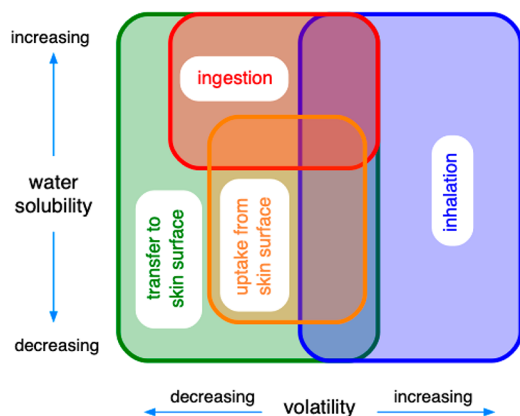 increasing
water
solubility
decreasing
ingestion
transfer to
skin surface
uptake from
skin surface
inhalation
decreasing
volatility
increasing